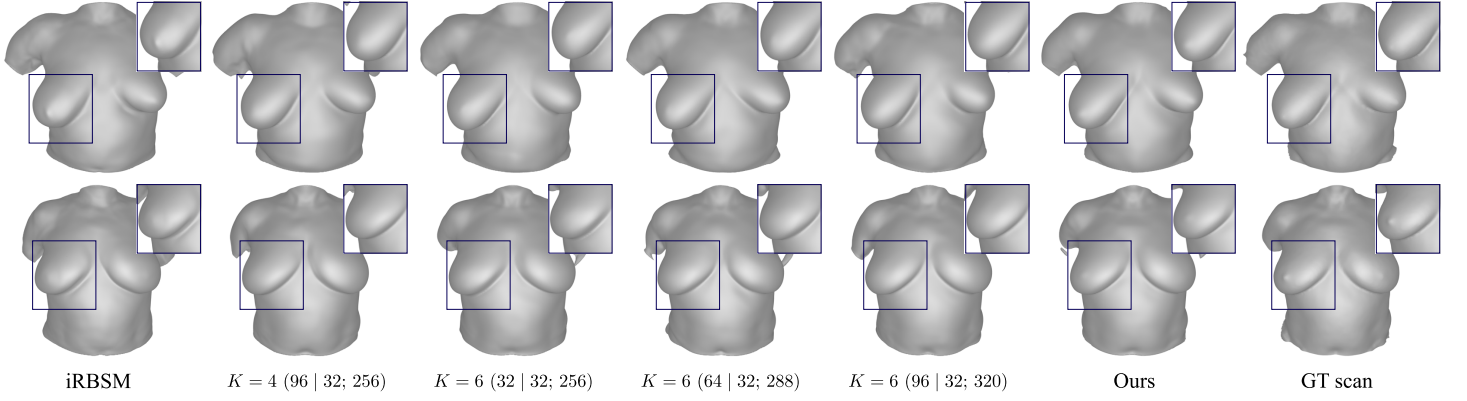 iRBSM
K = 4 (96 | 32; 256)
K = 6 (32 | 32; 256)
K = 6 (64 | 32; 288)
K = 6 (96 | 32; 320)
Ours
GT scan